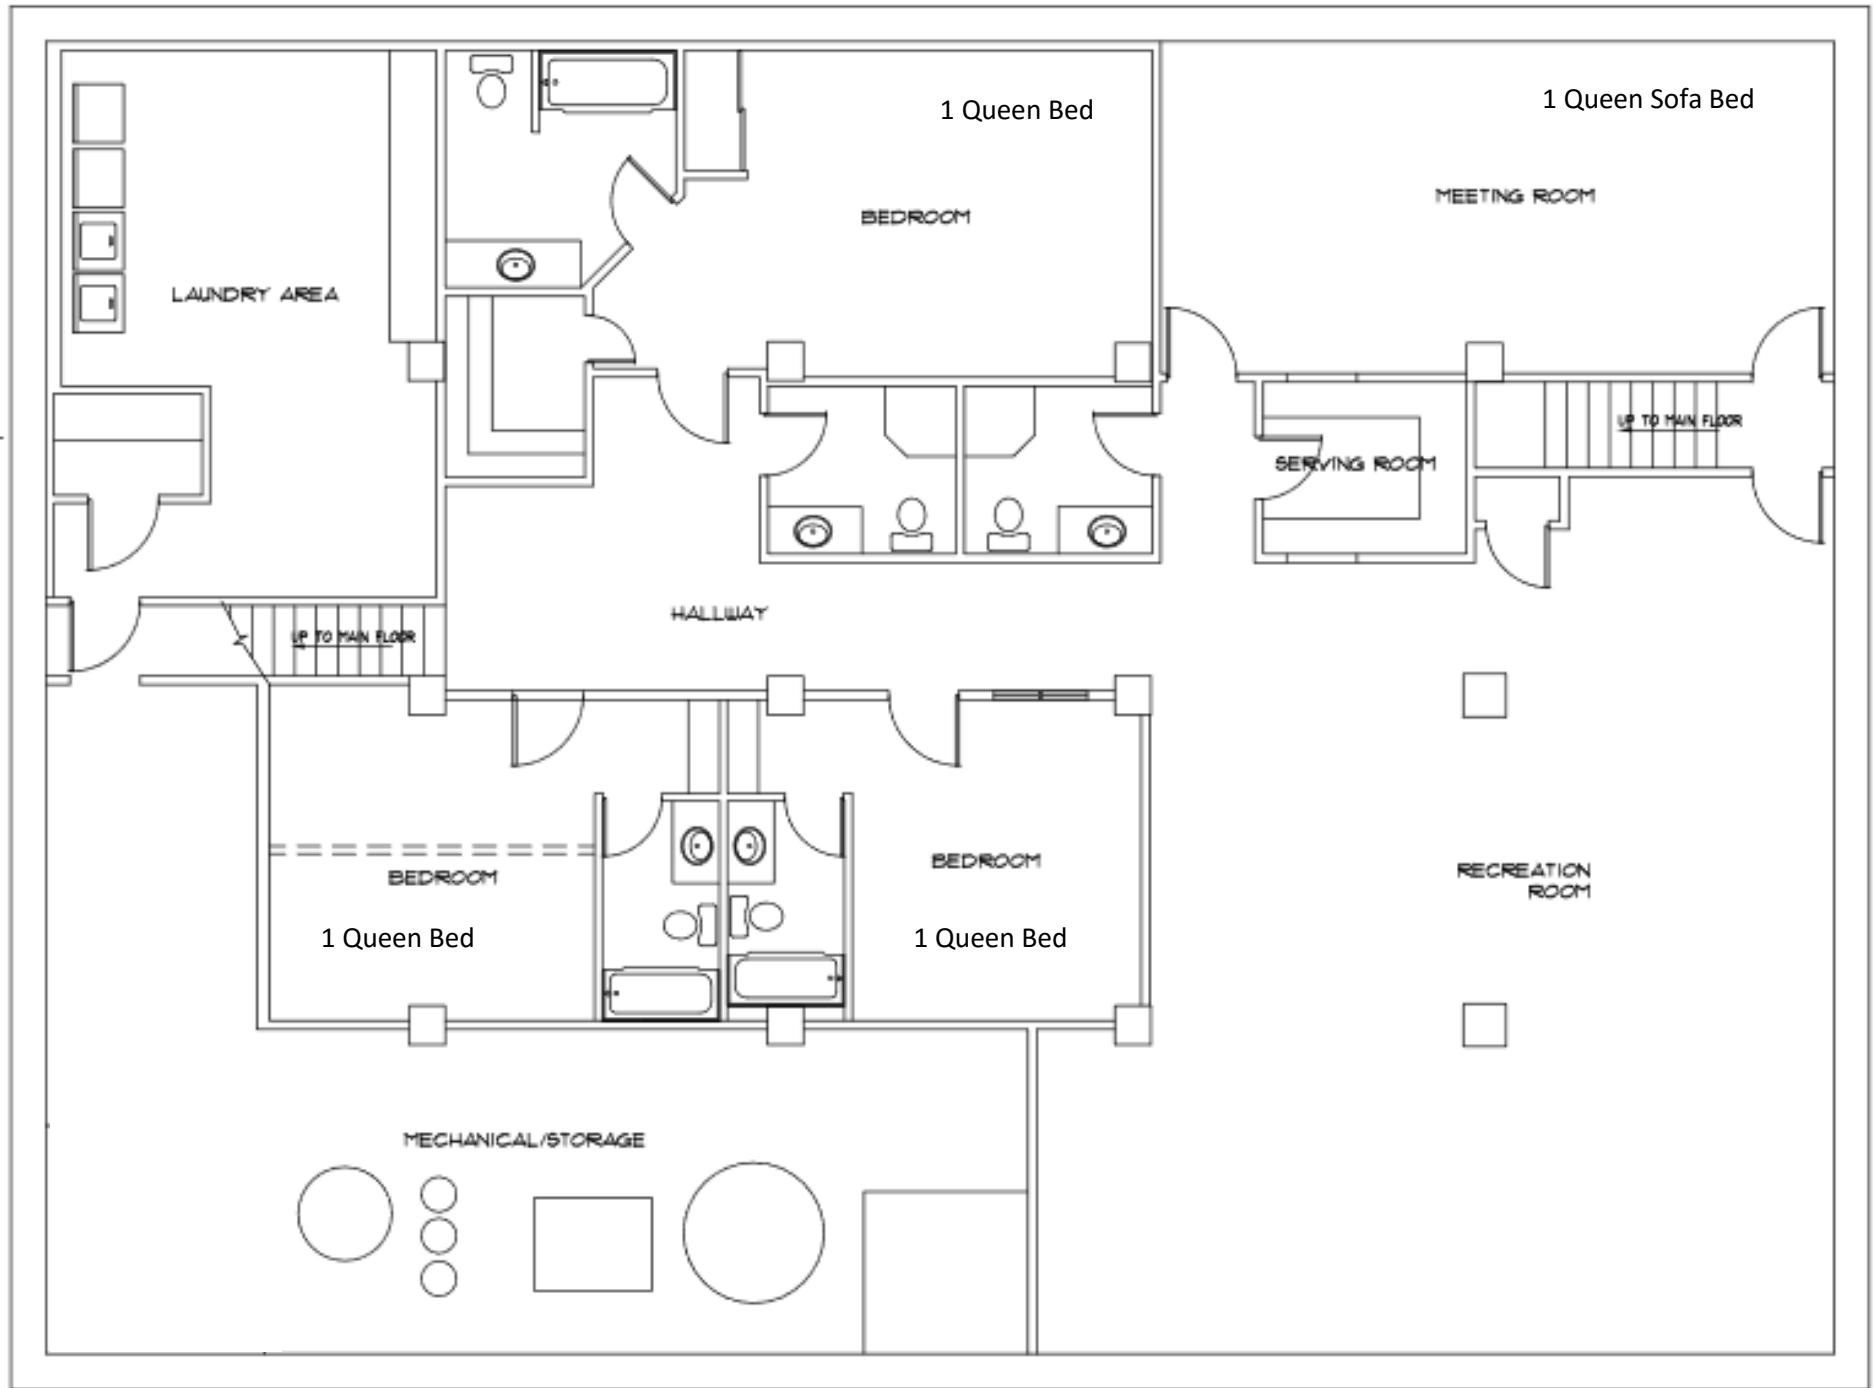 1 Queen Bed
1 Queen Sofa Bed
MEETING ROOM
BEDROOM
LAUNDRY AREA
UP TO MAIN FLOOR
SERVING ROOM
HALLWAY
UP TO MAIN FLOOR
BEDROOM
BEDROOM
RECREATION
ROOM
1 Queen Bed
1 Queen Bed
MECHANICAL/STORAGE